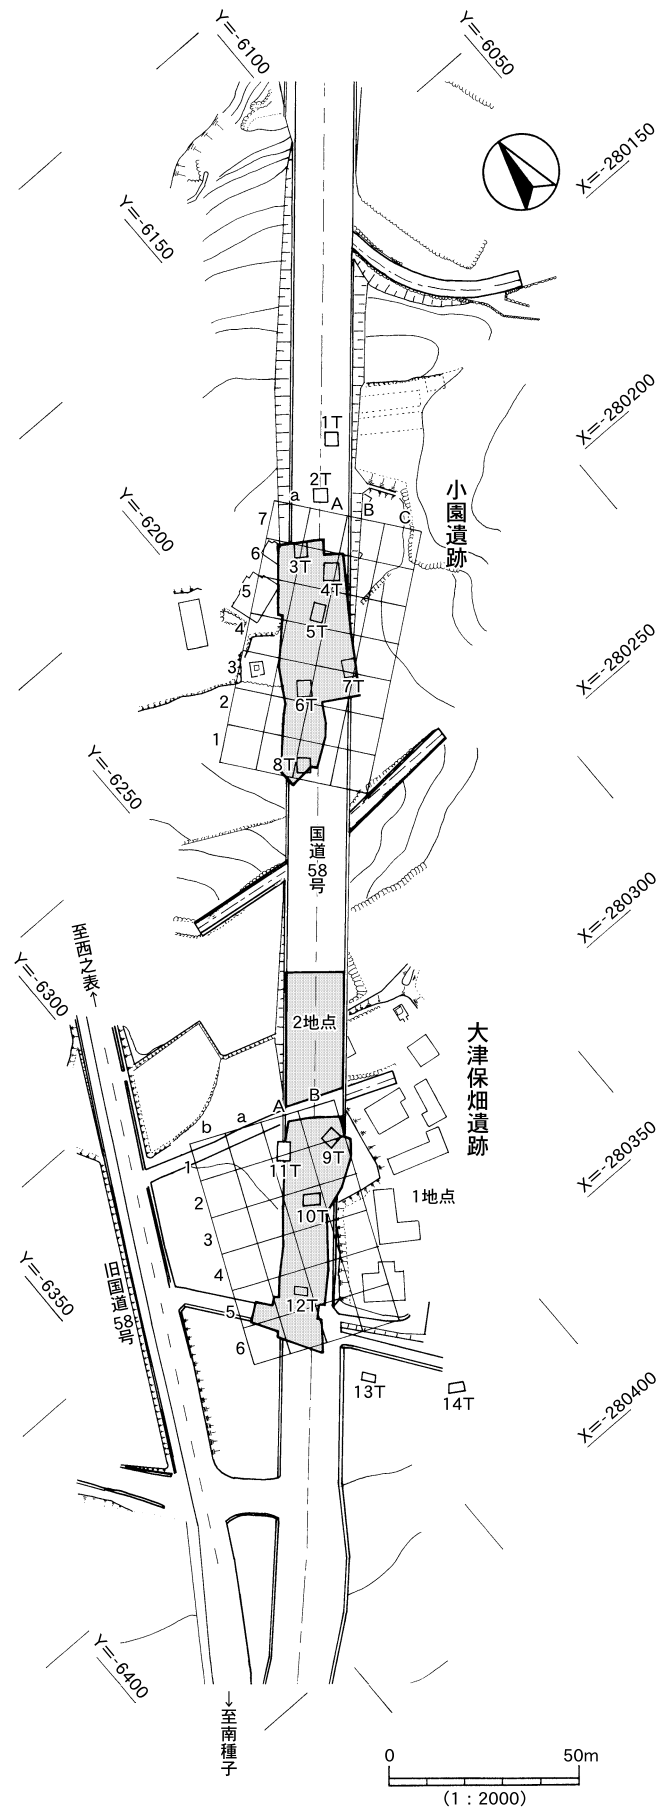 Y=-6100
Y=-6050
X=-280150
Y=-6150
X=-280200
1T
2T
a
A
B
C
7
Y=-6200
小園遺跡
6
3T
4T
5
5T
4
X=-280250
3
7T
6T
2
1
8T
Y=-6250
国道58号
X=-280300
至西之表→
Y=-6300
2地点
大津保畑遺跡
b
a
A
B
X=-280350
1
11T
9T
2
10T
1地点
3
4
Y=-6350
旧国道58号
5
12T
6
13T
14T
X=-280400
Y=-6400
→至南種子
0
50m
(1:2000)